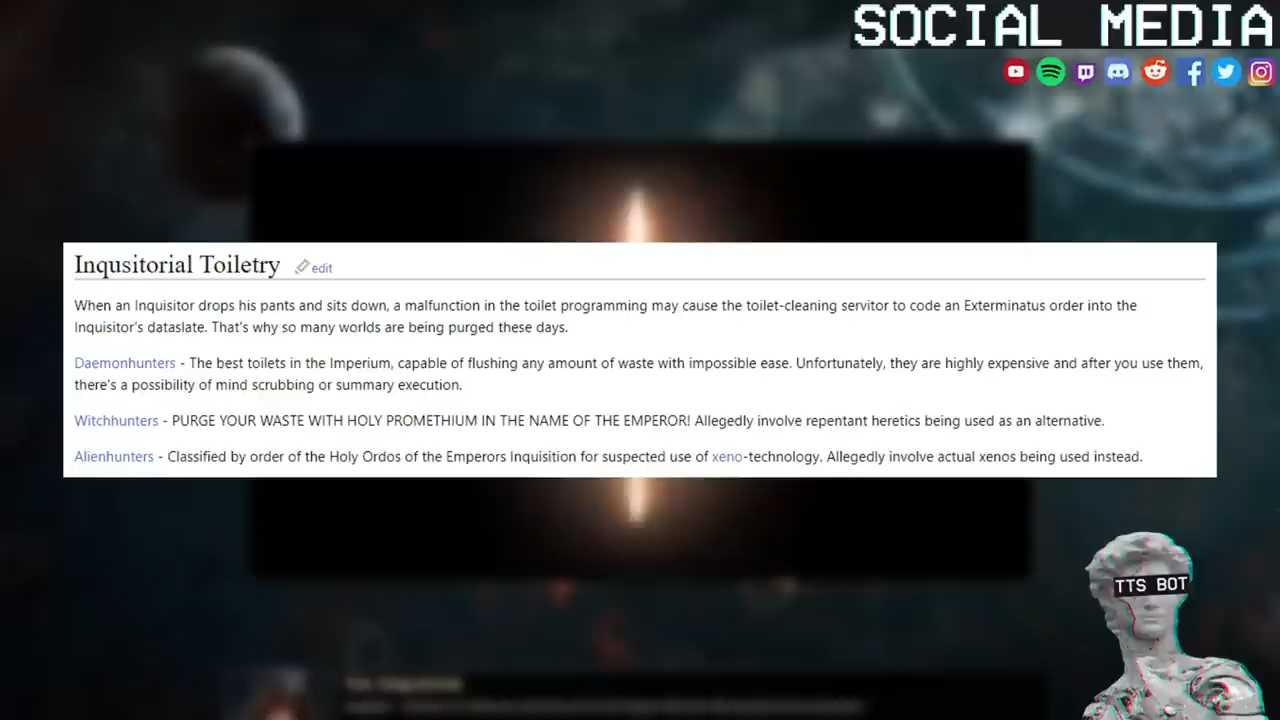 SOCIAL MEDIA
Inqusitorial Toiletry edit
When an Inquisitor drops his pants and sits down, a malfunction in the toilet programming may cause the toilet-cleaning servitor to code an Exterminatus order into the
Inquisitor's dataslate. That's why so many worlds are being purged these days.
Daemonhunters - The best toilets in the Imperium, capable of flushing any amount of waste with impossible ease. Unfortunately, they are highly expensive and after you use them,
there's a possibility of mind scrubbing or summary execution.
Witchhunters - PURGE YOUR WASTE WITH HOLY PROMETHIUM IN THE NAME OF THE EMPEROR! Allegedly involve repentant heretics being used as an alternative.
Alienhunters - Classified by order of the Holy Ordos of the Emperors Inquisition for suspected use of xeno-technology. Allegedly involve actual xenos being used instead.
TTS BOT